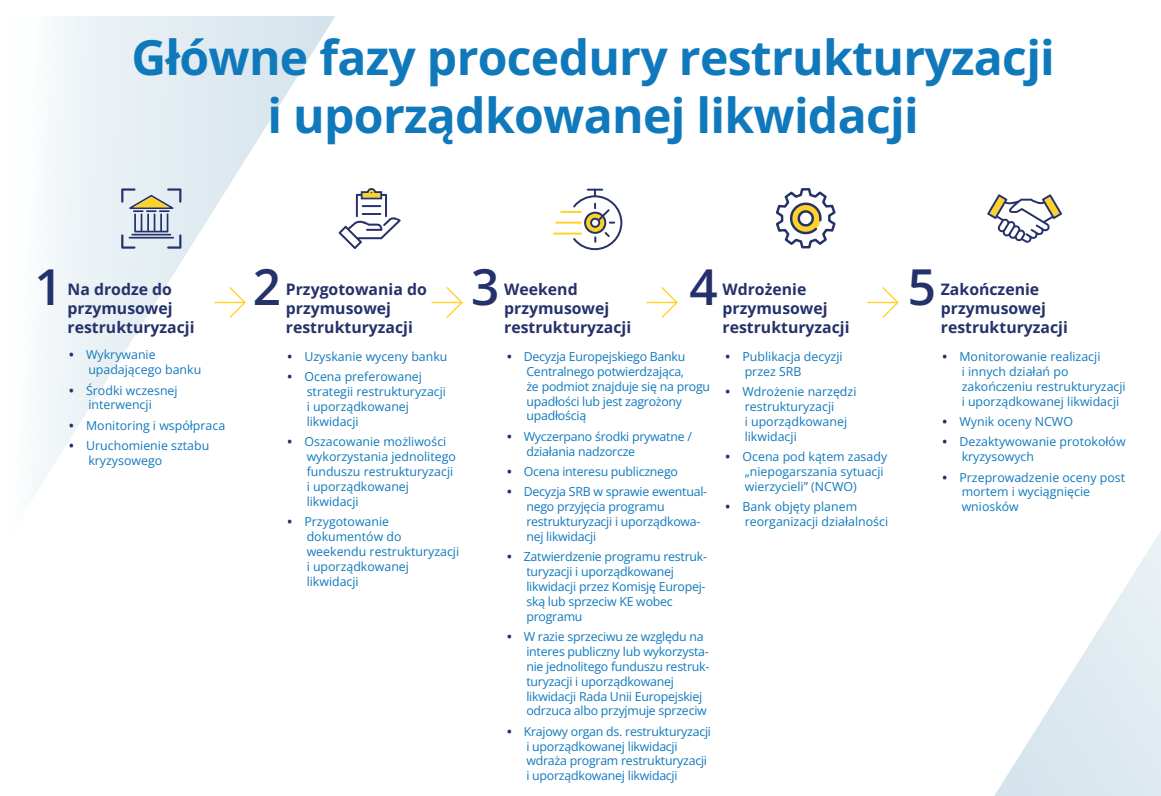 Główne fazy procedury restrukturyzacji
i uporządkowanej likwidacji
1 Na drodze do
przymusowej
restrukturyzacji
• Wykrywanie
upadającego banku
• Środki wczesnej
interwencji
• Monitoring i współpraca
• Uruchomienie sztabu
kryzysowego
2 Przygotowania do
przymusowej
restrukturyzacji
• Uzyskanie wyceny banku
• Ocena preferowanej
strategii restrukturyzacji
i uporządkowanej
likwidacji
• Oszacowanie możliwości
wykorzystania jednolitego
funduszu restrukturyzacji
i uporządkowanej
likwidacji
• Przygotowanie
dokumentów do
weekendu restrukturyzacji
i uporządkowanej
likwidacji
3 Weekend
przymusowej
restrukturyzacji
• Decyzja Europejskiego Banku
Centralnego potwierdzająca,
że podmiot znajduje się na progu
upadłości lub jest zagrożony
upadłością
• Wyczerpano środki prywatne /
działania nadzorcze
• Ocena interesu publicznego
• Decyzja SRB w sprawie ewentual-
nego przyjęcia programu
restrukturyzacji i uporządkowa-
nej likwidacji
• Zatwierdzenie programu restruk-
turyzacji i uporządkowanej
likwidacji przez Komisję Europej-
ską lub sprzeciw KE wobec
programu
• W razie sprzeciwu ze względu na
interes publiczny lub wykorzysta-
nie jednolitego funduszu restruk-
turyzacji i uporządkowanej
likwidacji Rada Unii Europejskiej
odrzuca albo przyjmuje sprzeciw
• Krajowy organ ds. restrukturyzacji
i uporządkowanej likwidacji
wdraża program restrukturyzacji
i uporządkowanej likwidacji
4 Wdrożenie
przymusowej
restrukturyzacji
• Publikacja decyzji
przez SRB
• Wdrożenie narzędzi
restrukturyzacji
i uporządkowanej
likwidacji
• Ocena pod kątem zasady
„niepogarszania sytuacji
wierzycieli” (NCWO)
• Bank objęty planem
reorganizacji działalności
5 Zakończenie
przymusowej
restrukturyzacji
• Monitorowanie realizacji
i innych działań po
zakończeniu restrukturyzacji
i uporządkowanej likwidacji
• Wynik oceny NCWO
• Dezaktywowanie protokołów
kryzysowych
• Przeprowadzenie oceny post
mortem i wyciągnięcie
wniosków